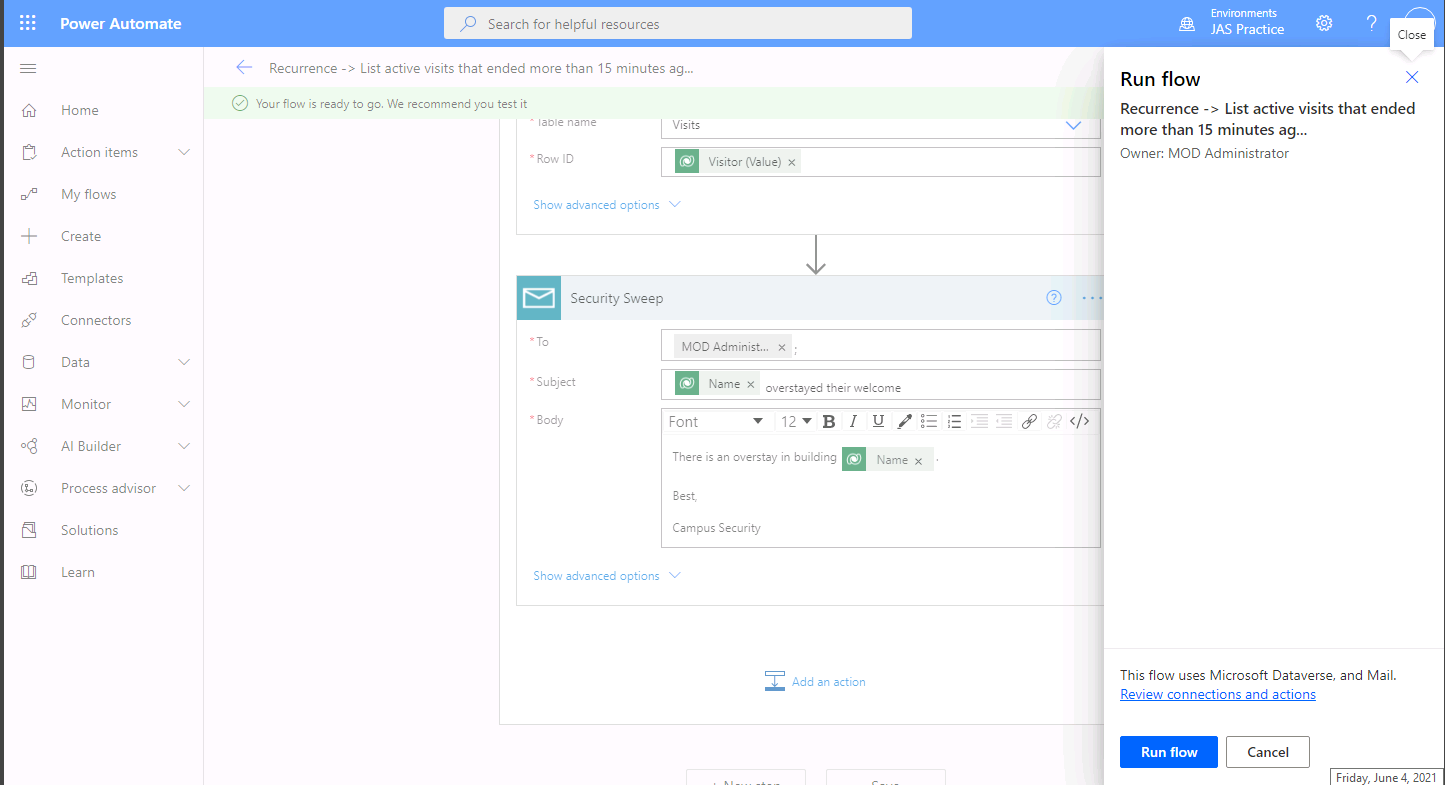 Power Automate
Search for helpful resources
Environments
JAS Practice
?
Close
Recurrence -> List active visits that ended more than 15 minutes ag...
Your flow is ready to go. We recommend you test it
Home
Action items
My flows
Create
Templates
Connectors
Data
Monitor
AI Builder
Process advisor
Solutions
Learn
* Table name
Visits
* Row ID
Visitor (Value) ×
Show advanced options
Security Sweep
?
...
* To
MOD Administ... × ;
* Subject
Name × overstayed their welcome
* Body
Font 12 B I U </>
There is an overstay in building Name × .
Best,
Campus Security
Show advanced options
Add an action
+ New step
Save
Run flow
Recurrence -> List active visits that ended
more than 15 minutes ag...
Owner: MOD Administrator
This flow uses Microsoft Dataverse, and Mail.
Review connections and actions
Run flow
Cancel
Friday, June 4, 2021